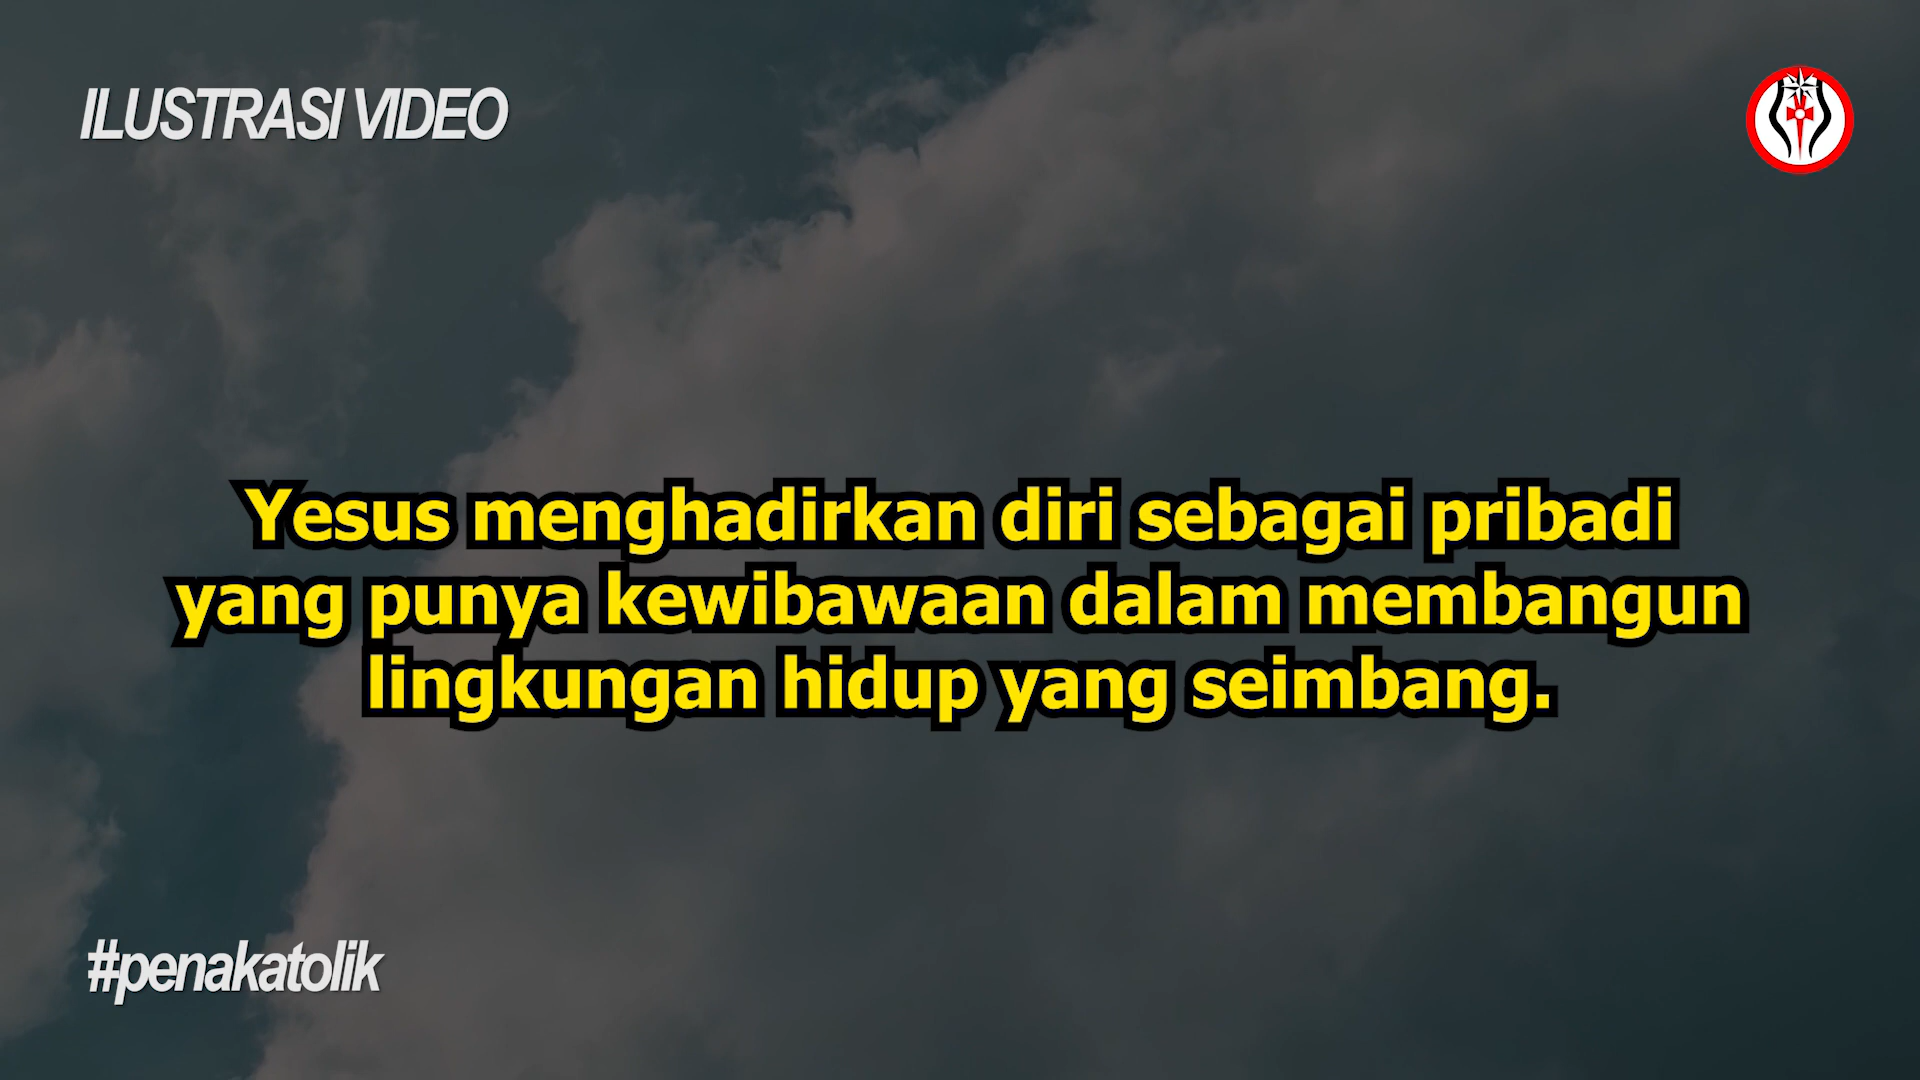 ILUSTRASI VIDEO
Yesus menghadirkan diri sebagai pribadi
yang punya kewibawaan dalam membangun
lingkungan hidup yang seimbang.
#penakatolik